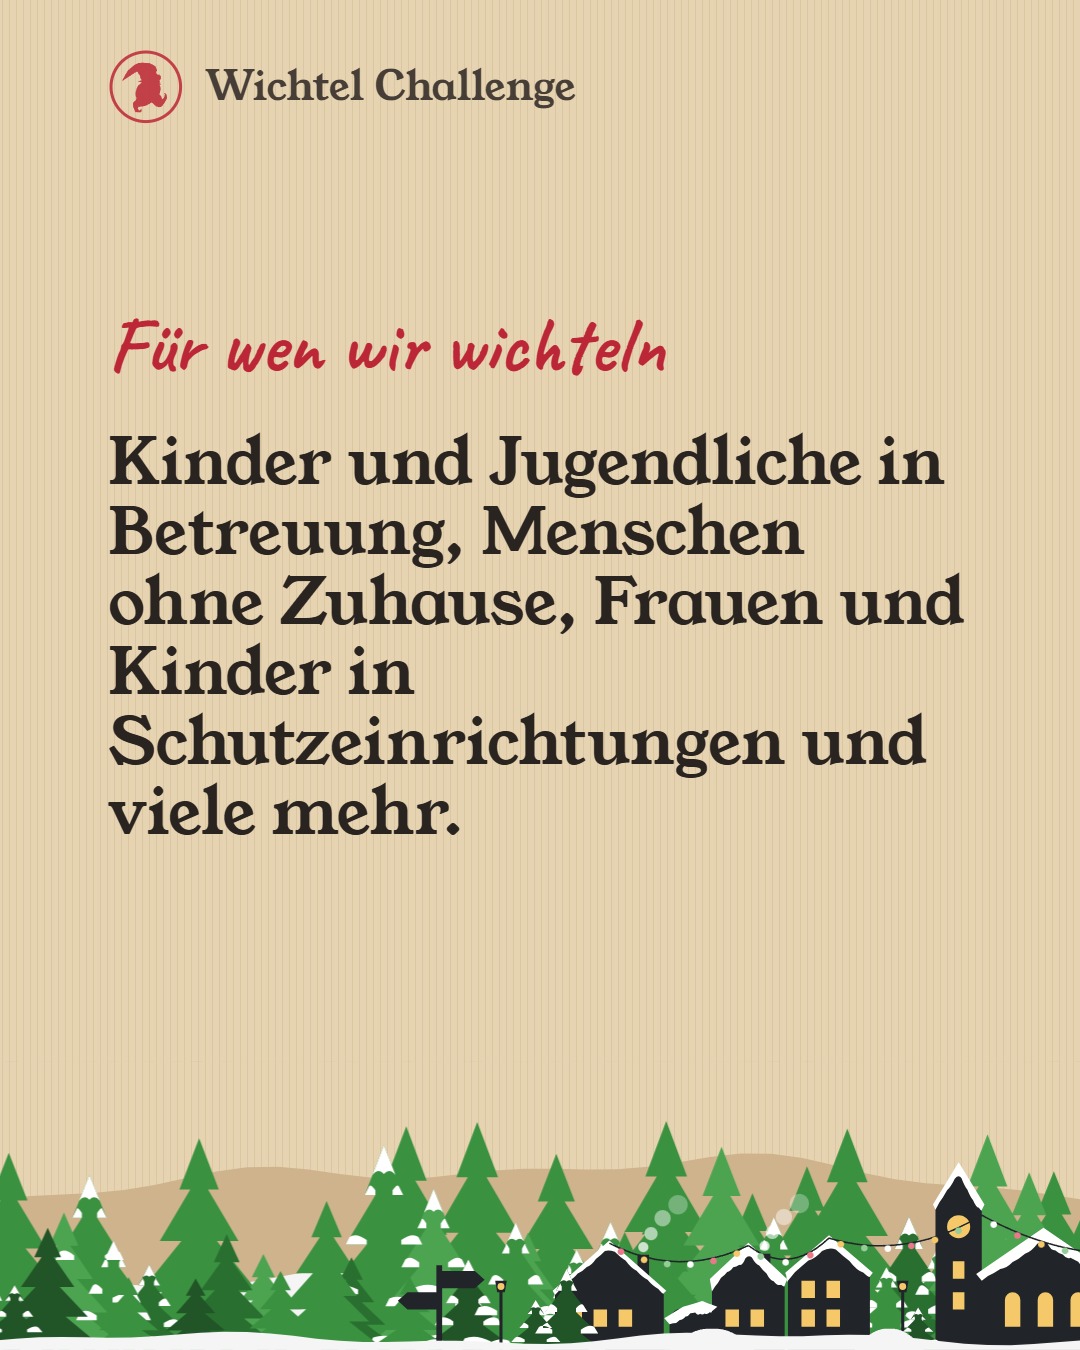 Wichtel Challenge
Für wen wir wichteln
Kinder und Jugendliche in
Betreuung, Menschen
ohne Zuhause, Frauen und
Kinder in
Schutzeinrichtungen und
viele mehr.